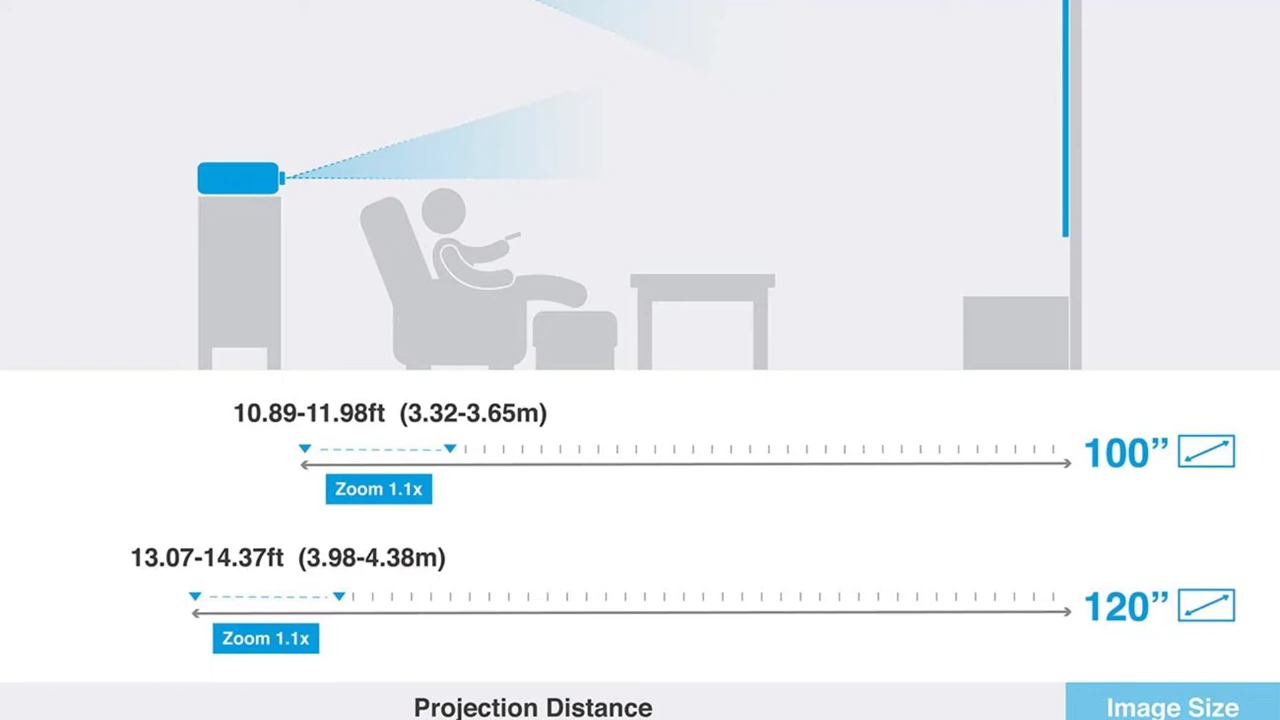 10.89-11.98ft (3.32-3.65m)
100”
Zoom 1.1x
13.07-14.37ft (3.98-4.38m)
120”
Zoom 1.1x
Projection Distance
Image Size